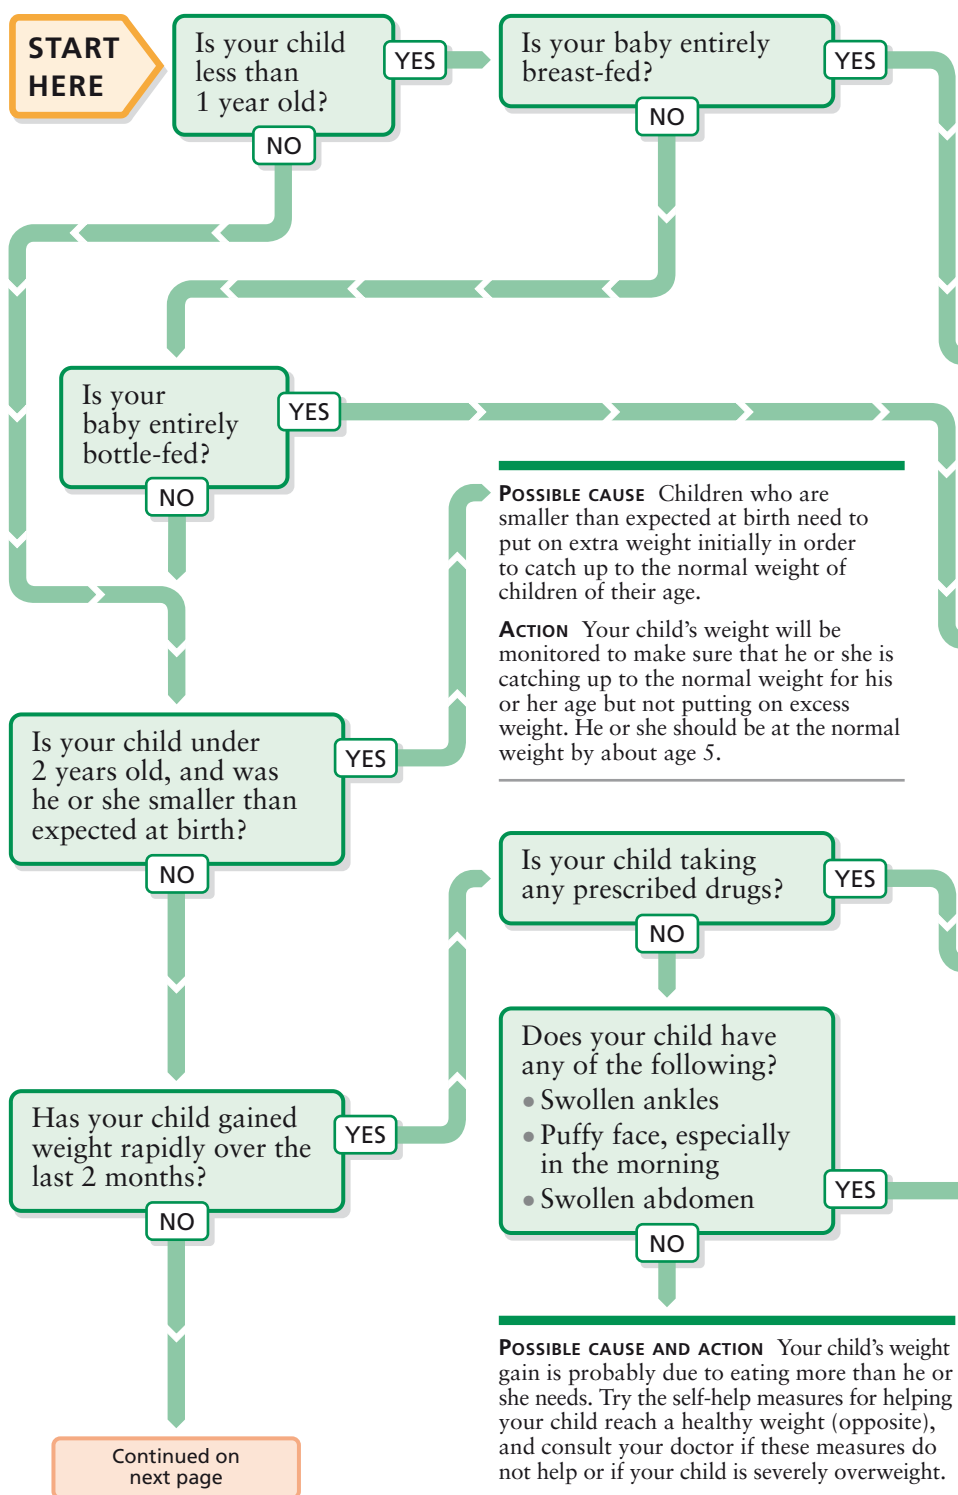 START
HERE
Is your child
less than
1 year old?
YES
NO
Is your baby entirely
breast-fed?
YES
NO
Is your
baby entirely
bottle-fed?
YES
NO
POSSIBLE CAUSE Children who are
smaller than expected at birth need to
put on extra weight initially in order
to catch up to the normal weight of
children of their age.
ACTION Your child's weight will be
monitored to make sure that he or she is
catching up to the normal weight for his
or her age but not putting on excess
weight. He or she should be at the normal
weight by about age 5.
Is your child under
2 years old, and was
he or she smaller than
expected at birth?
YES
NO
Is your child taking
any prescribed drugs?
YES
NO
Does your child have
any of the following?
• Swollen ankles
• Puffy face, especially
in the morning
• Swollen abdomen
YES
NO
Has your child gained
weight rapidly over the
last 2 months?
YES
NO
POSSIBLE CAUSE AND ACTION Your child's weight
gain is probably due to eating more than he or
she needs. Try the self-help measures for helping
your child reach a healthy weight (opposite),
and consult your doctor if these measures do
not help or if your child is severely overweight.
Continued on
next page